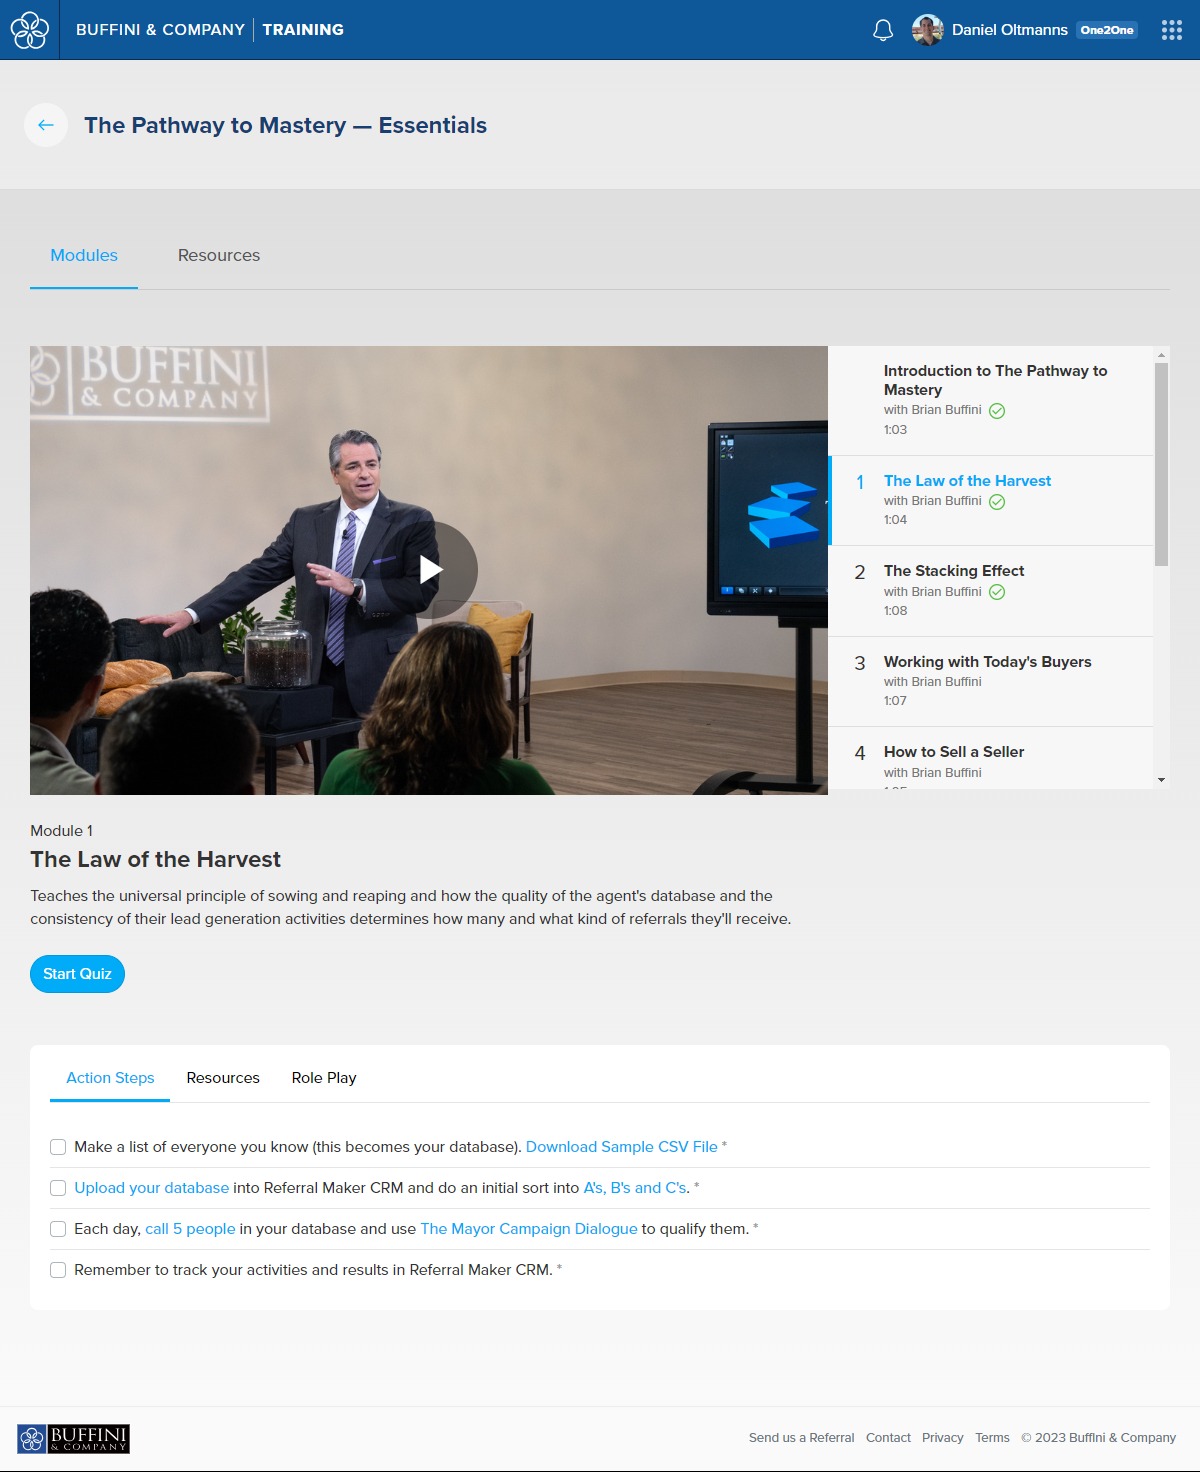 BUFFINI & COMPANY | TRAINING
Daniel Oltmanns One2One
The Pathway to Mastery — Essentials
Modules Resources
BUFFINI
& COMPANY
Introduction to The Pathway to
Mastery
with Brian Buffini
1:03
1 The Law of the Harvest
with Brian Buffini
1:04
2 The Stacking Effect
with Brian Buffini
1:08
3 Working with Today's Buyers
with Brian Buffini
1:07
4 How to Sell a Seller
with Brian Buffini
Module 1
The Law of the Harvest
Teaches the universal principle of sowing and reaping and how the quality of the agent's database and the
consistency of their lead generation activities determines how many and what kind of referrals they'll receive.
Start Quiz
Action Steps Resources Role Play
Make a list of everyone you know (this becomes your database). Download Sample CSV File *
Upload your database into Referral Maker CRM and do an initial sort into A's, B's and C's. *
Each day, call 5 people in your database and use The Mayor Campaign Dialogue to qualify them. *
Remember to track your activities and results in Referral Maker CRM. *
BUFFINI
& COMPANY
Send us a Referral Contact Privacy Terms © 2023 Buffini & Company